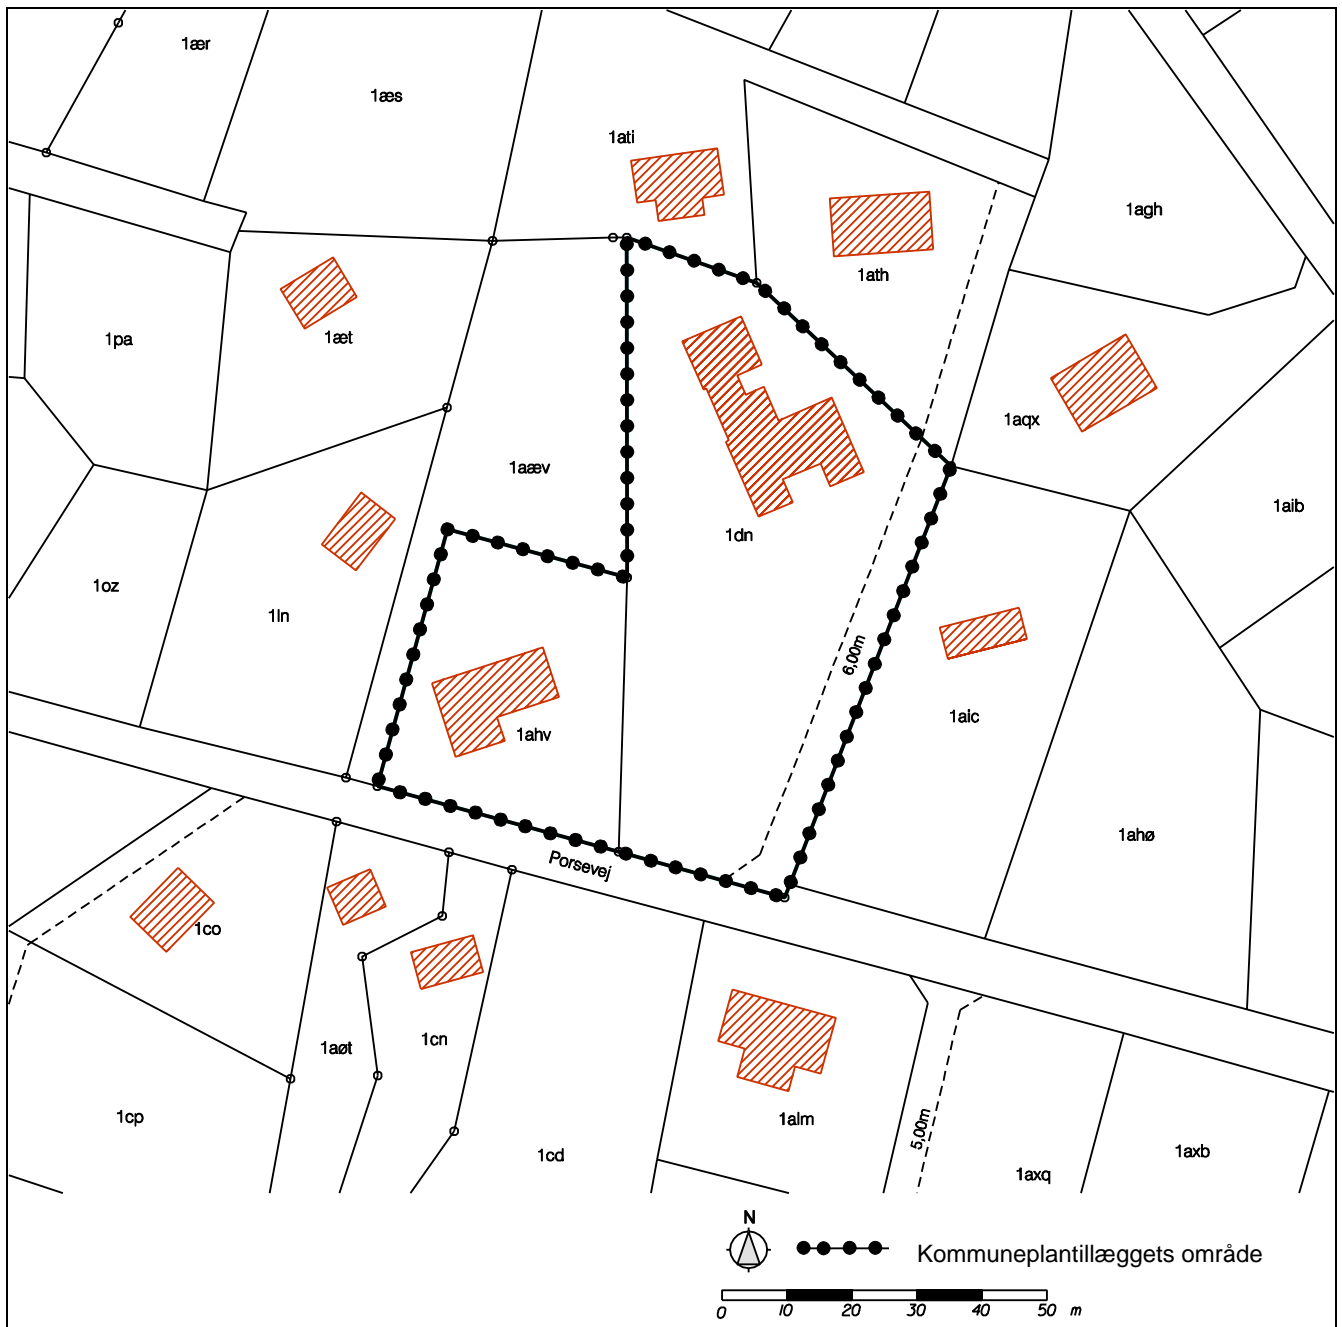 1ær
1æs
1ati
1agh
1ath
1pa
1æt
1aqx
1aæv
1aib
1dn
1oz
1ln
6,00m
1aic
1ahv
1ahø
Porsevej
1co
1aøt
1cn
1cp
1alm
5,00m
1cd
1axq
1axb
N
Kommuneplantillæggets område
0 10 20 30 40 50 m